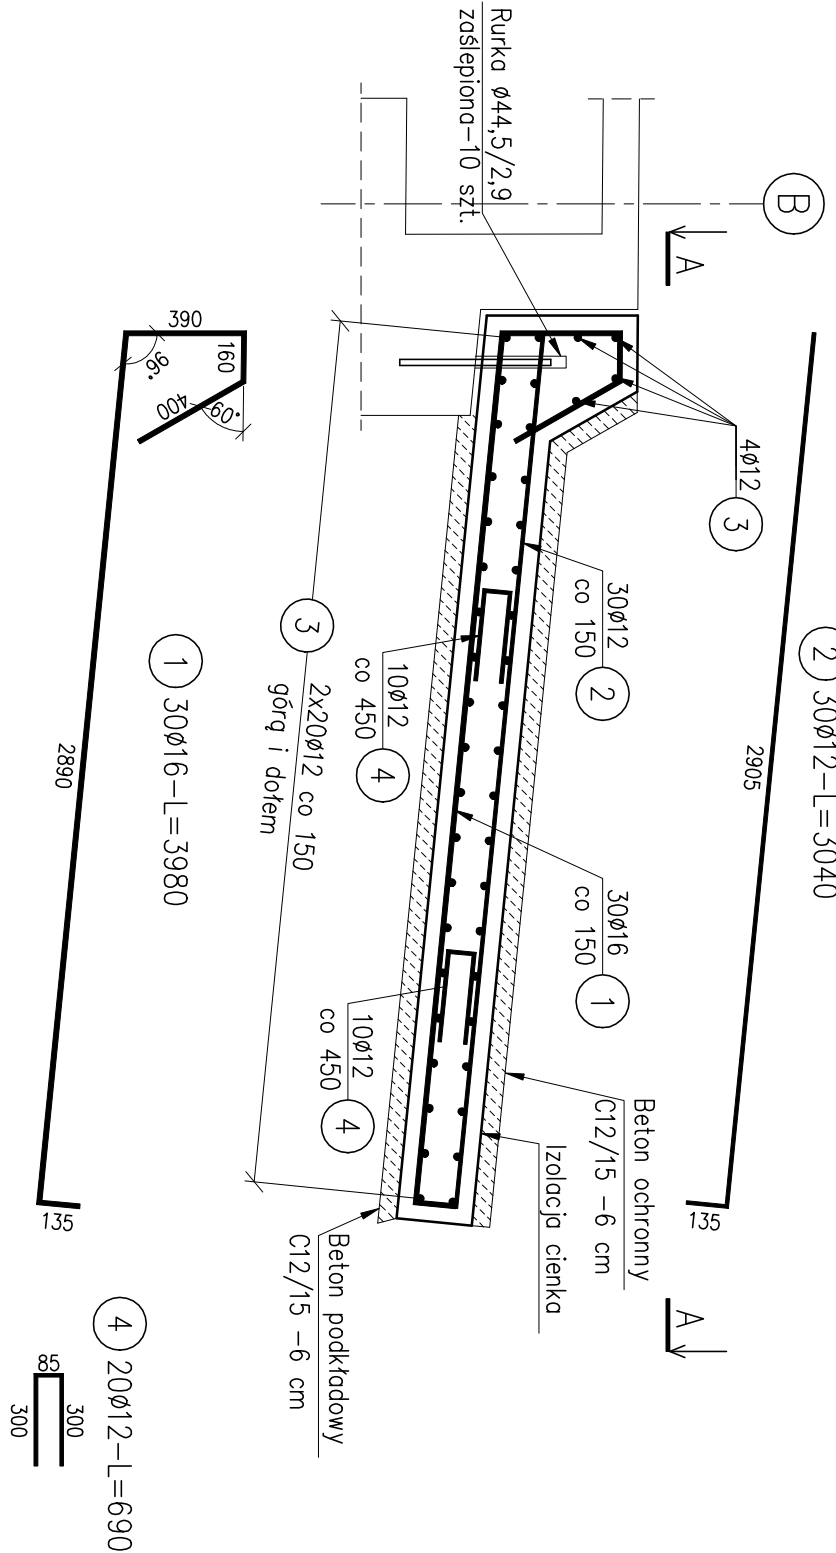 2
30ø12-L=3040
2905
135
B
A
A
Rurka ø44,5/2,9
zaślepiona-10 szt.
4ø12
3
30ø12
co 150
2
30ø16
co 150
1
Beton ochronny
C12/15 -6 cm
Izolacja cienka
10ø12
co 450
4
10ø12
co 450
4
Beton podkładowy
C12/15 -6 cm
3
2x20ø12 co 150
górą i dołem
390
160
96°
400
60°
1
30ø16-L=3980
2890
135
4
20ø12-L=690
85
300
300